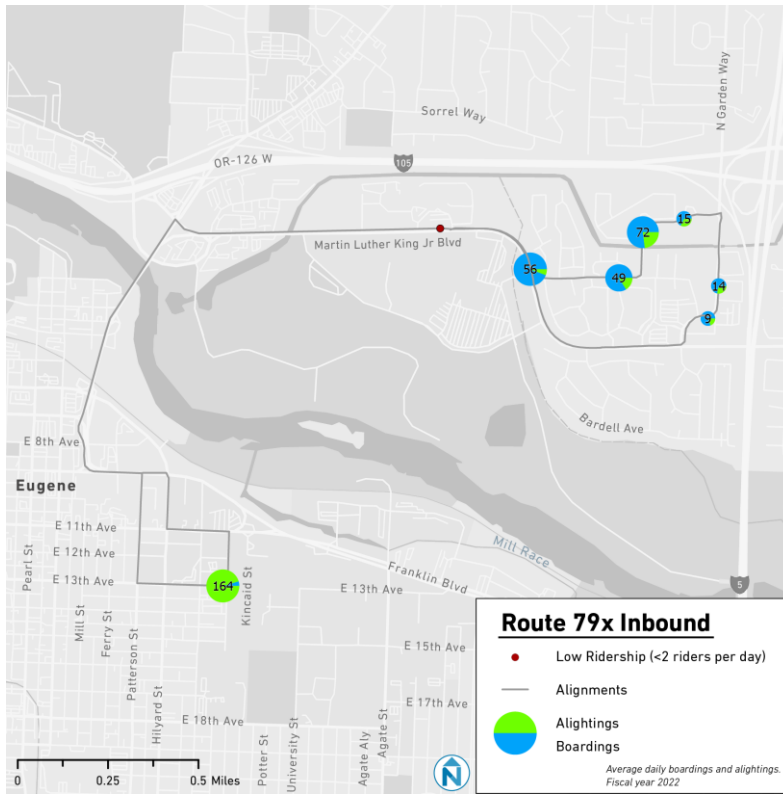 Sorrel Way
N Garden Way
OR-126 W
105
15
72
Martin Luther King Jr Blvd
56
49
14
9
Bardell Ave
E 8th Ave
Eugene
E 11th Ave
E 12th Ave
E 13th Ave
164
Mill Race
Franklin Blvd
E 13th Ave
5
Pearl St
Mill St
Ferry St
Patterson St
Hilyard St
Kincaid St
E 15th Ave
E 17th Ave
E 18th Ave
Potter St
University St
Agate Aly
Agate St
0 0.25 0.5 Miles
N
Route 79x Inbound
Low Ridership (<2 riders per day)
Alignments
Alightings
Boardings
Average daily boardings and alightings.
Fiscal year 2022